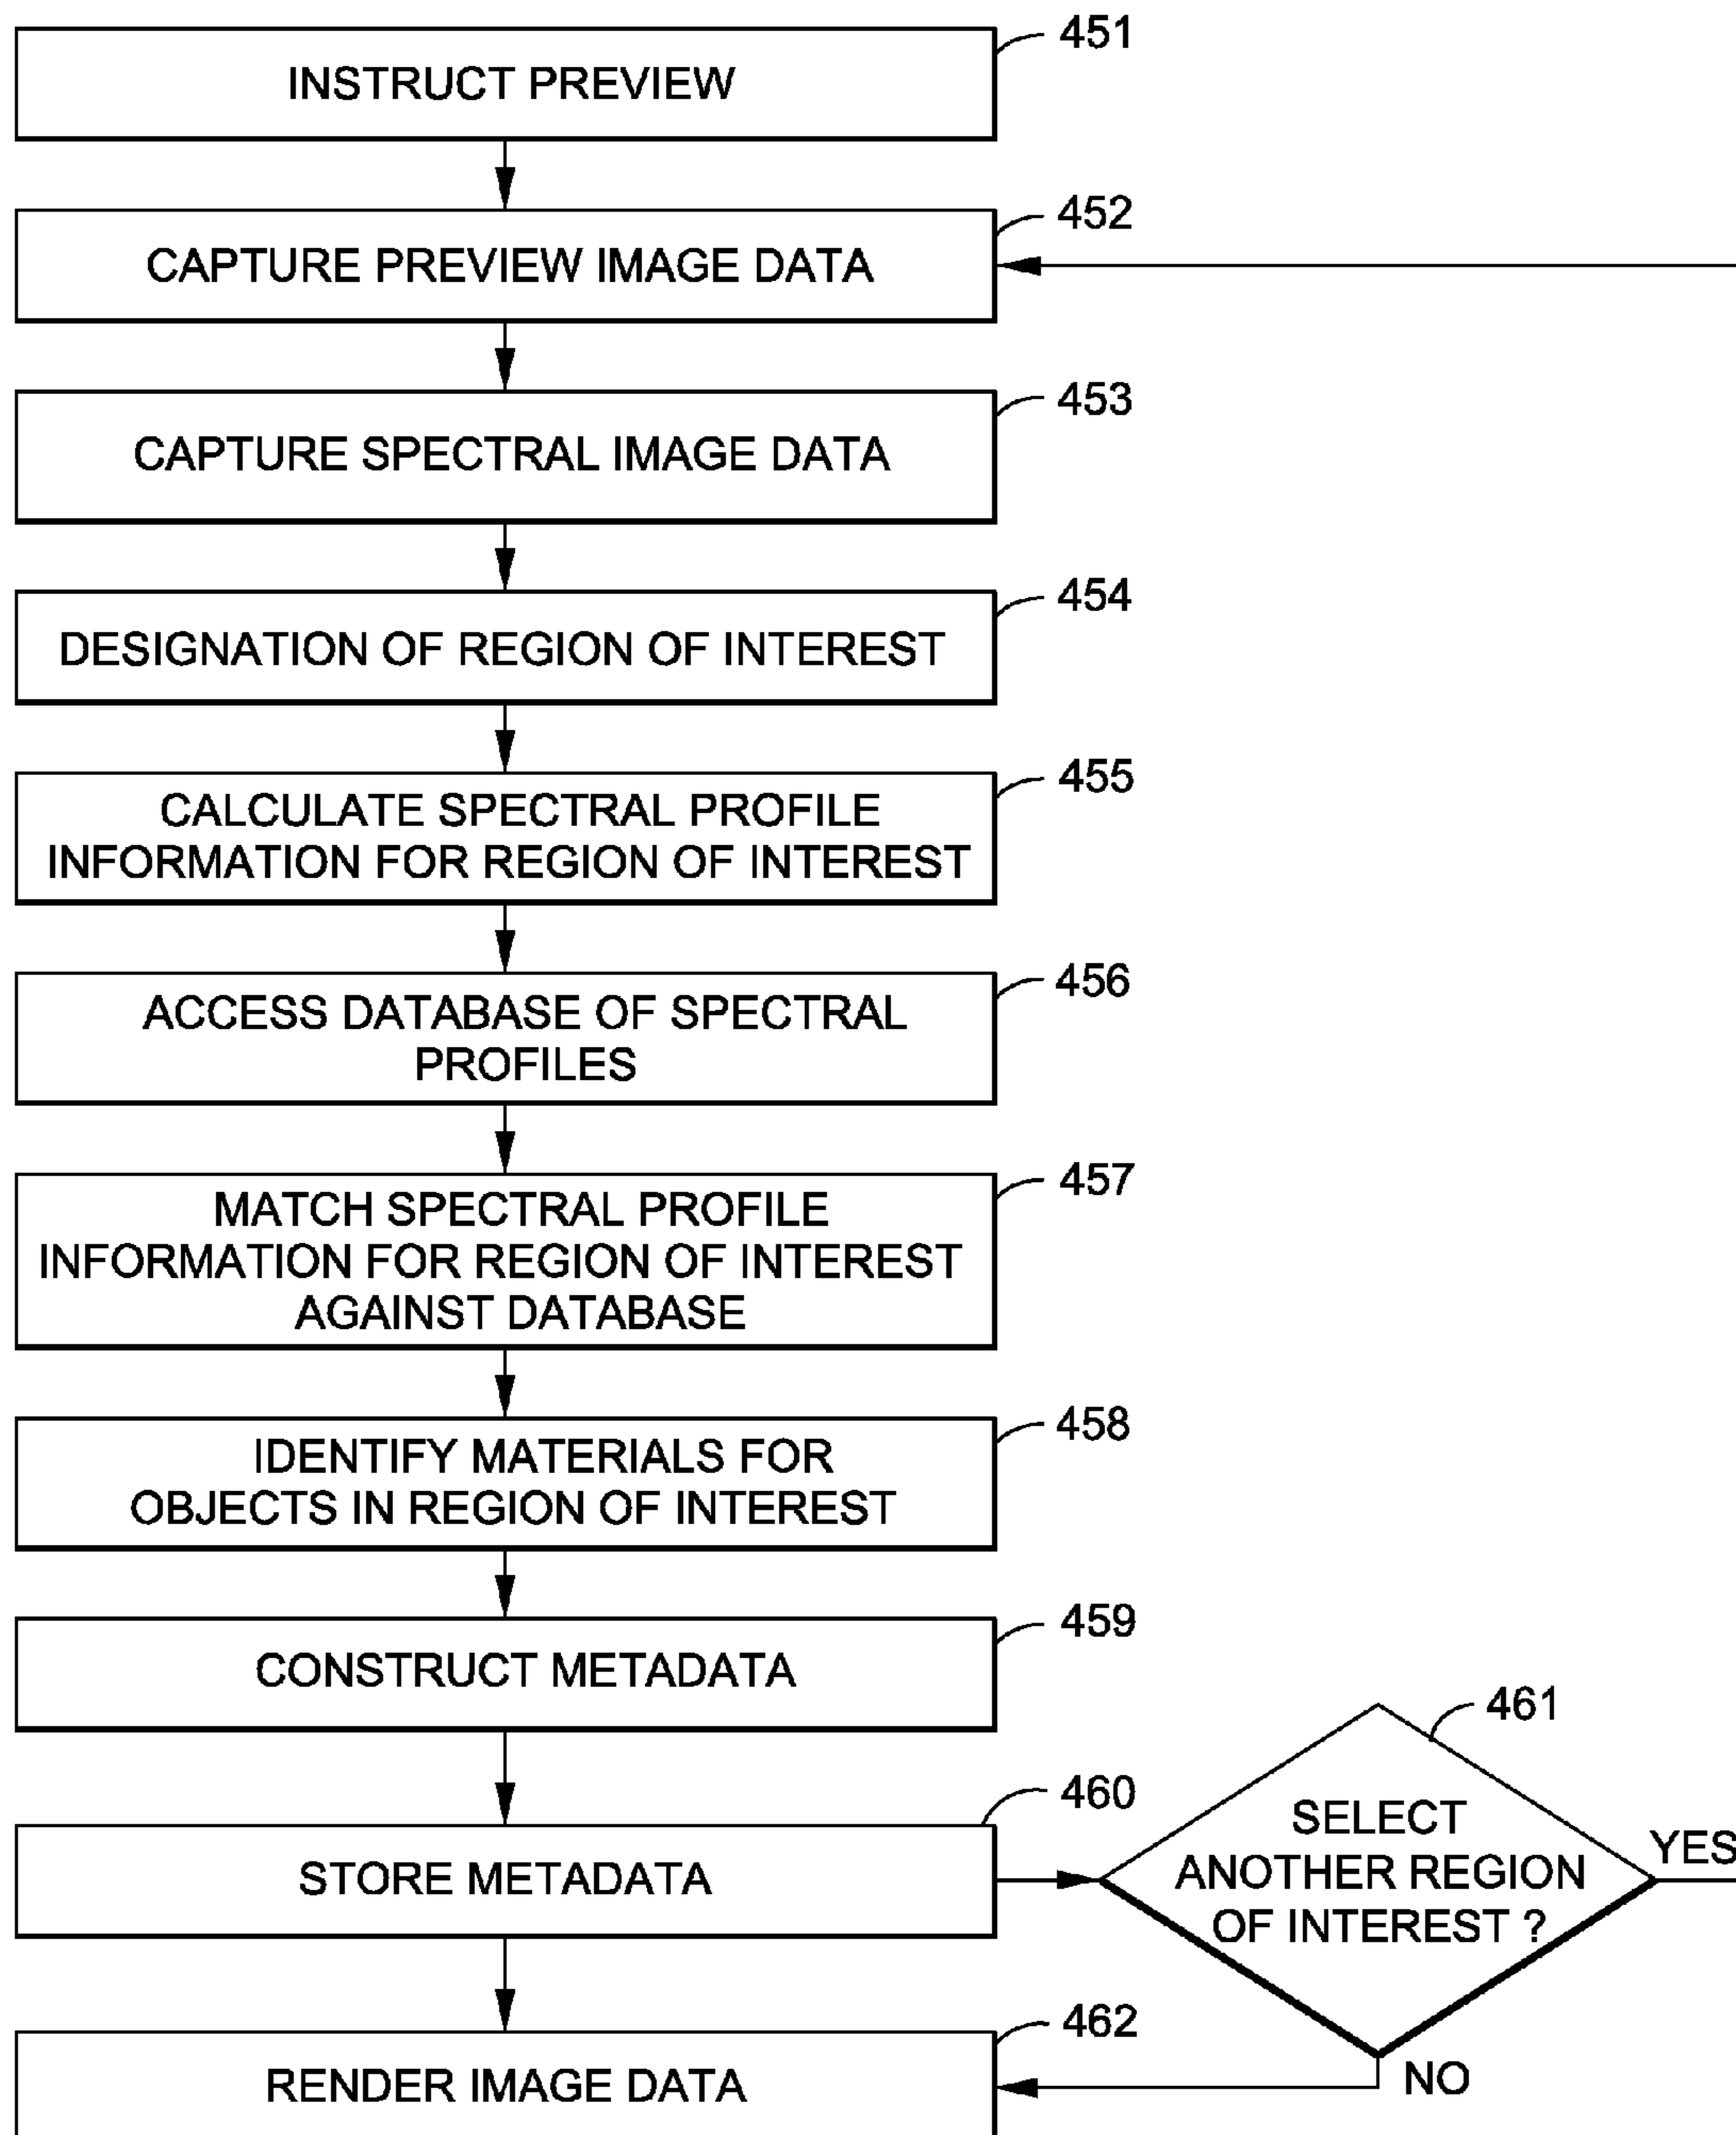 451
INSTRUCT PREVIEW
452
CAPTURE PREVIEW IMAGE DATA
453
CAPTURE SPECTRAL IMAGE DATA
454
DESIGNATION OF REGION OF INTEREST
455
CALCULATE SPECTRAL PROFILE
INFORMATION FOR REGION OF INTEREST
456
ACCESS DATABASE OF SPECTRAL
PROFILES
457
MATCH SPECTRAL PROFILE
INFORMATION FOR REGION OF INTEREST
AGAINST DATABASE
458
IDENTIFY MATERIALS FOR
OBJECTS IN REGION OF INTEREST
459
CONSTRUCT METADATA
460
STORE METADATA
461
SELECT
ANOTHER REGION
OF INTEREST ?
YES
NO
462
RENDER IMAGE DATA